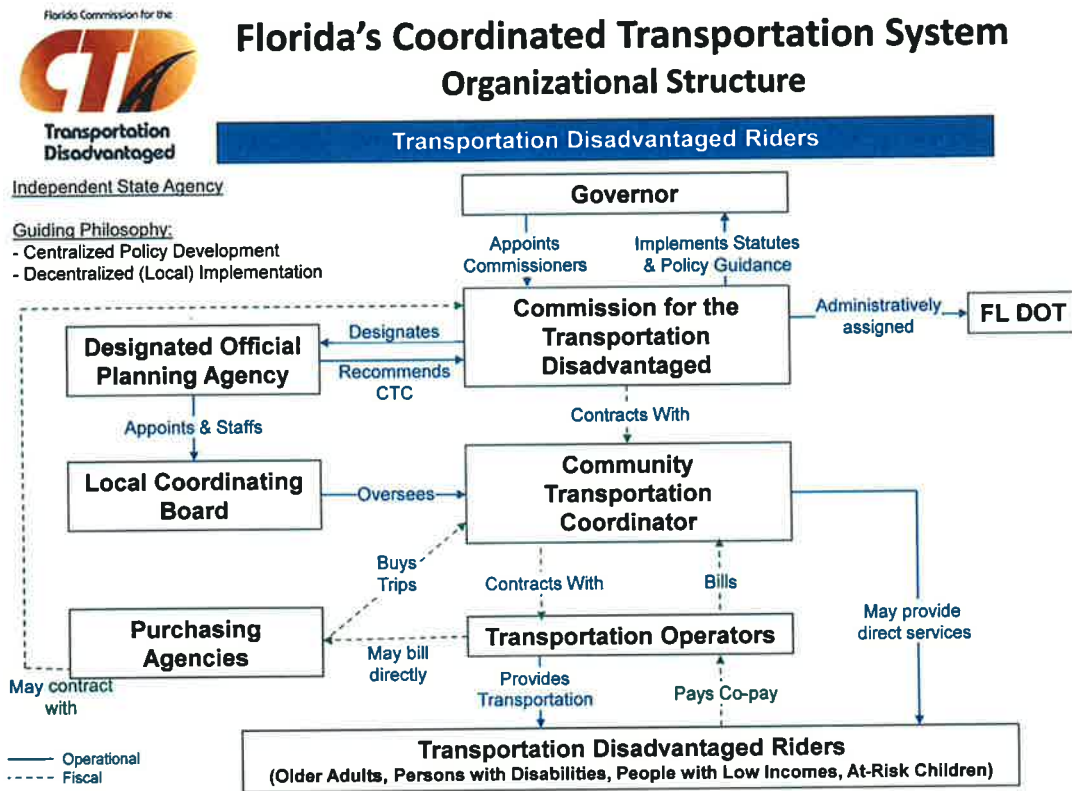 Florida Commission for the
CTD
Transportation
Disadvantaged
Florida's Coordinated Transportation System
Organizational Structure
Transportation Disadvantaged Riders
Independent State Agency
Guiding Philosophy:
- Centralized Policy Development
- Decentralized (Local) Implementation
Governor
Appoints
Commissioners
Implements Statutes
& Policy Guidance
Commission for the
Transportation
Disadvantaged
Administratively
assigned
FL DOT
Designates
Designated Official
Planning Agency
Recommends
CTC
Appoints & Staffs
Contracts With
Local Coordinating
Board
Oversees
Community
Transportation
Coordinator
Buys
Trips
Contracts With
Bills
May provide
direct services
Purchasing
Agencies
May bill
directly
Transportation Operators
May contract
with
Provides
Transportation
Pays Co-pay
Transportation Disadvantaged Riders
(Older Adults, Persons with Disabilities, People with Low Incomes, At-Risk Children)
Operational
Fiscal